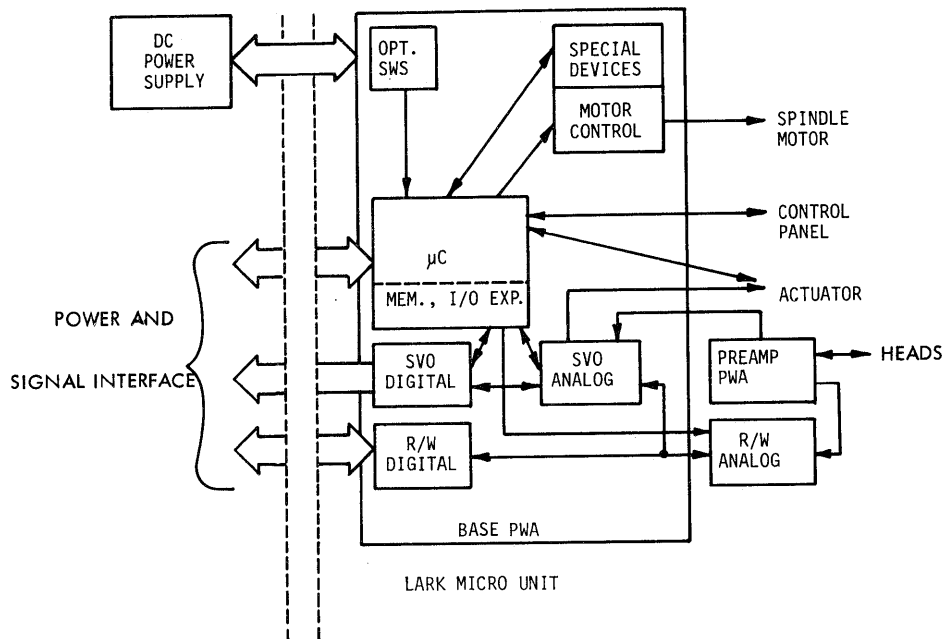 DC
POWER
SUPPLY
OPT.
SWS
SPECIAL
DEVICES
MOTOR
CONTROL
SPINDLE
MOTOR
CONTROL
PANEL
µC
MEM., I/O EXP.
ACTUATOR
POWER AND
SIGNAL INTERFACE
SVO
DIGITAL
SVO
ANALOG
PREAMP
PWA
HEADS
R/W
DIGITAL
R/W
ANALOG
BASE PWA
LARK MICRO UNIT